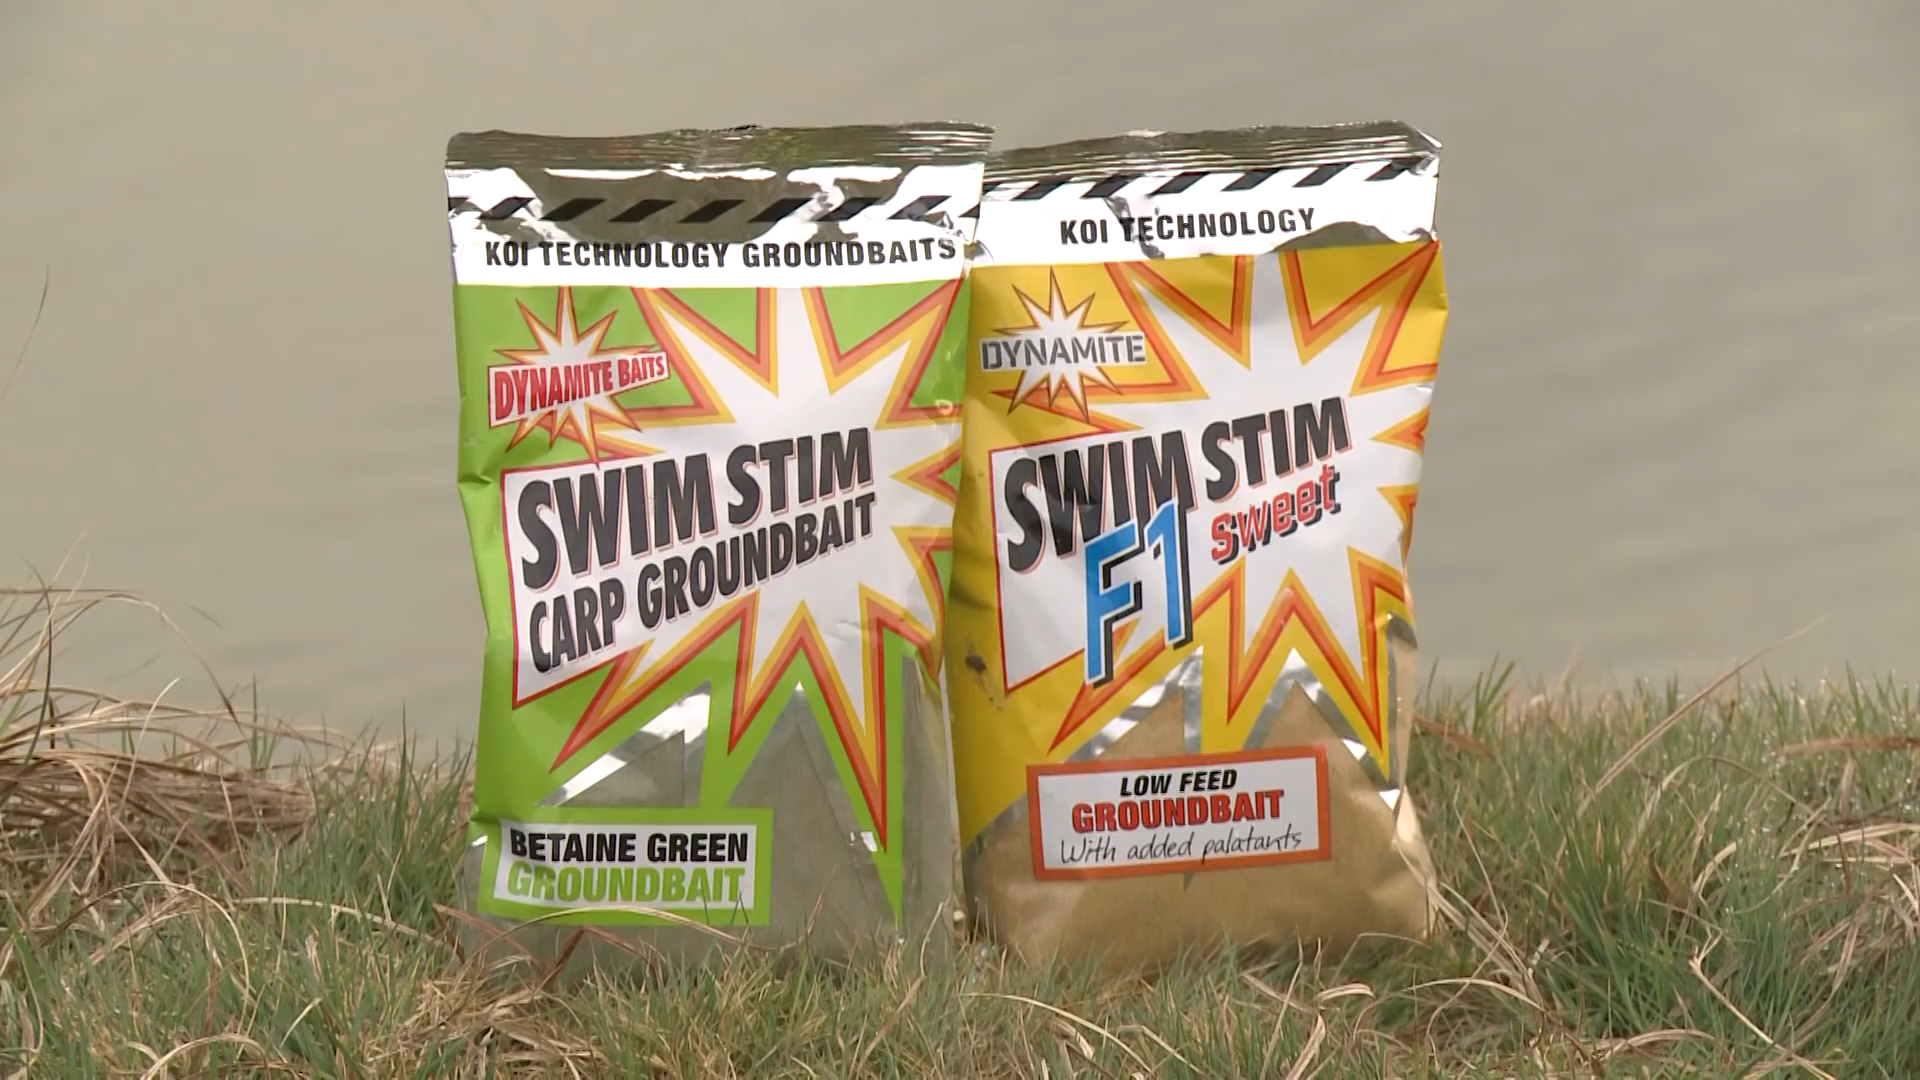 KOI TECHNOLOGY GROUNDBAITS
DYNAMITE BAITS
SWIM STIM
CARP GROUNDBAIT
BETAINE GREEN
GROUNDBAIT
KOI TECHNOLOGY
DYNAMITE
SWIM STIM
F1 sweet
LOW FEED
GROUNDBAIT
With added palatants